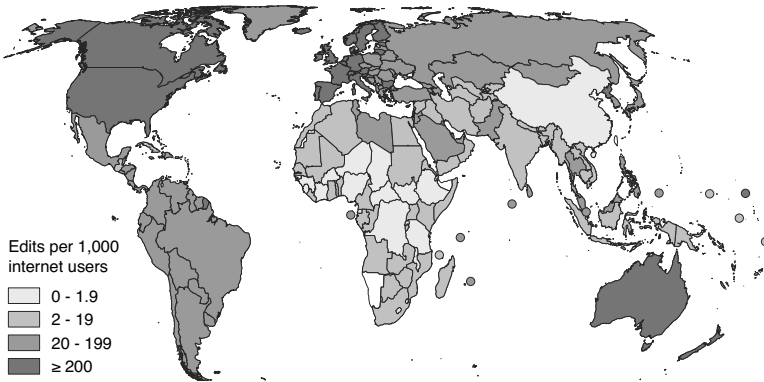 Edits per 1,000
internet users
0 - 1.9
2 - 19
20 - 199
≥ 200